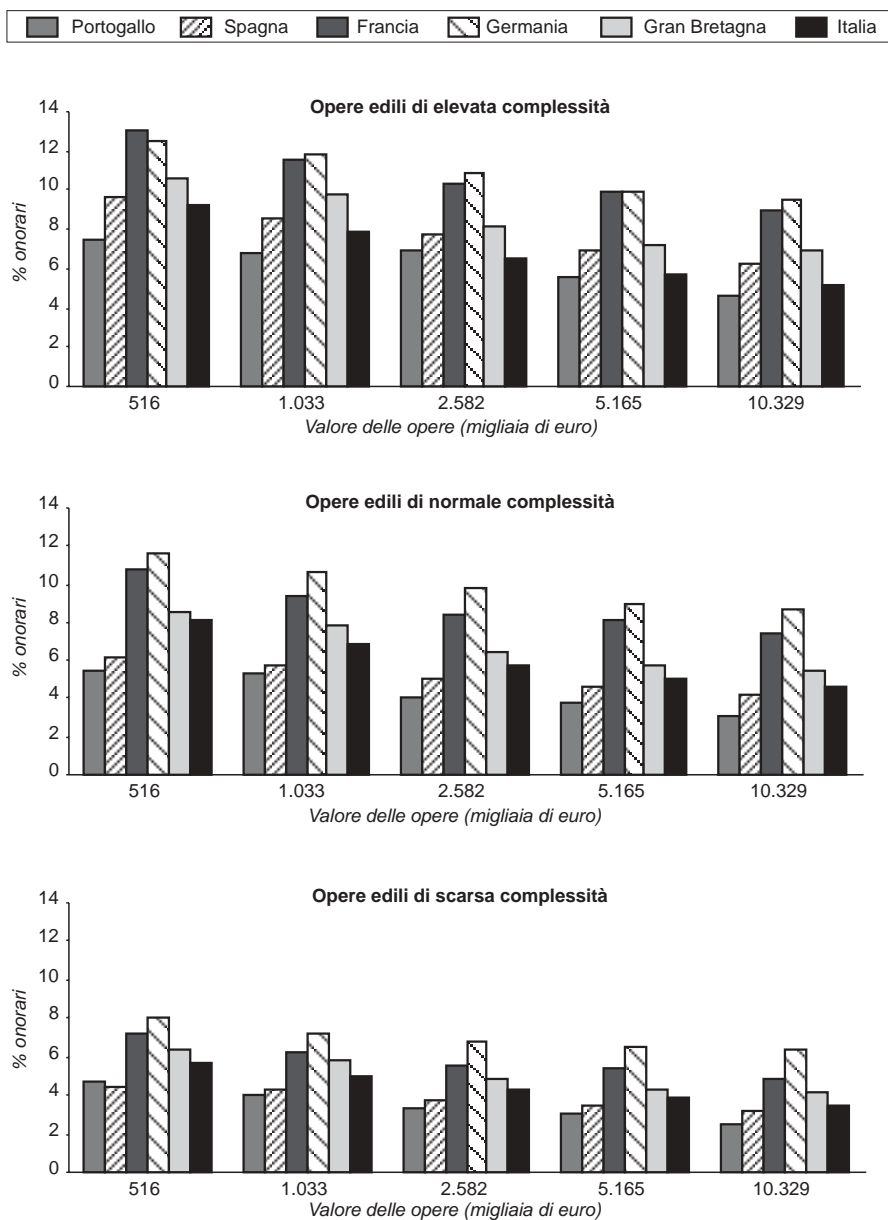 Portogallo Spagna Francia Germania Gran Bretagna Italia
Opere edili di elevata complessità
% onorari
14
12
10
8
6
4
2
0
516 1.033 2.582 5.165 10.329
Valore delle opere (migliaia di euro)
Opere edili di normale complessità
% onorari
14
12
10
8
6
4
2
0
516 1.033 2.582 5.165 10.329
Valore delle opere (migliaia di euro)
Opere edili di scarsa complessità
% onorari
14
12
10
8
6
4
2
0
516 1.033 2.582 5.165 10.329
Valore delle opere (migliaia di euro)